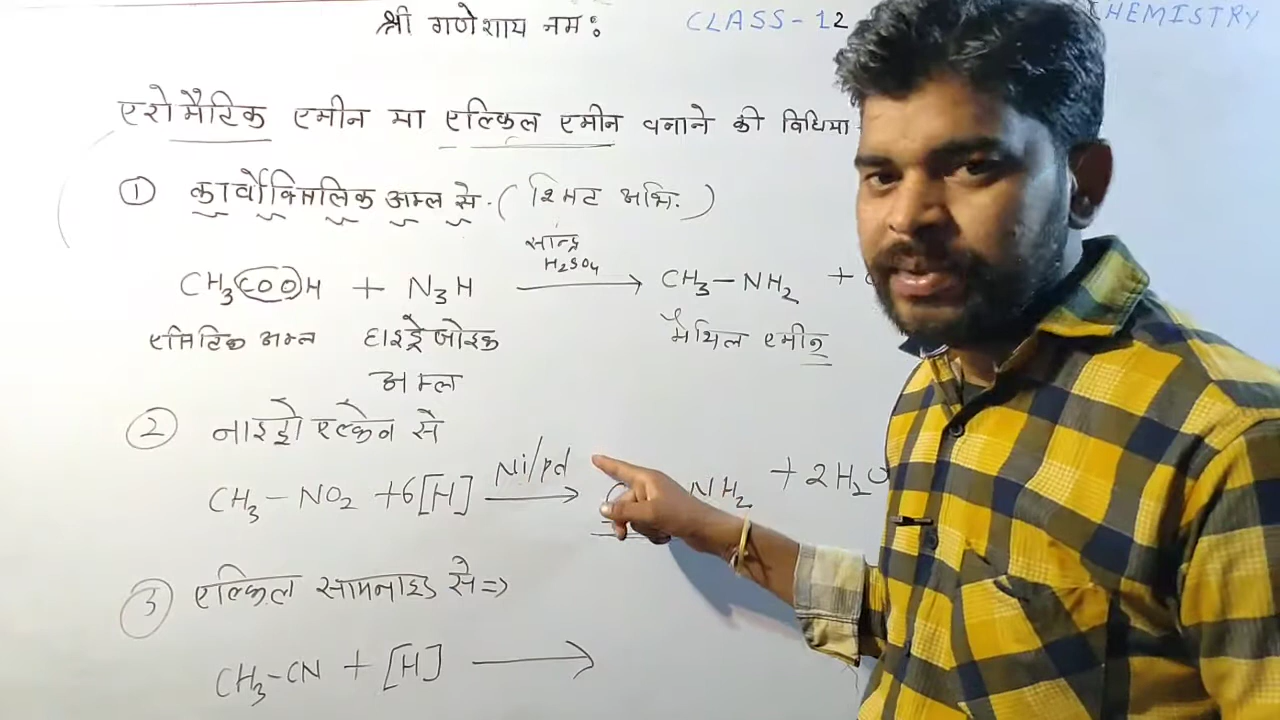 श्री गणेशाय नमः
CLASS-12
CHEMISTRY
एरोमैटिक एमीन या एल्किल एमीन बनाने की विधिया
① कार्वोक्सिलिक अम्ल से. (श्मिट अभि.)
CH₃COOH + N₃H सान्द्र H₂SO₄ → CH₃-NH₂ +
एसिटिक अम्ल हाइड्रेजोइक मैथिल एमीन
अम्ल
② नाइट्रो एल्केन से
CH₃-NO₂ +6[H] Ni/Pd → NH₂ +2H₂O
③ एल्किल सायनाइड से ⇒
CH₃-CN + [H] →